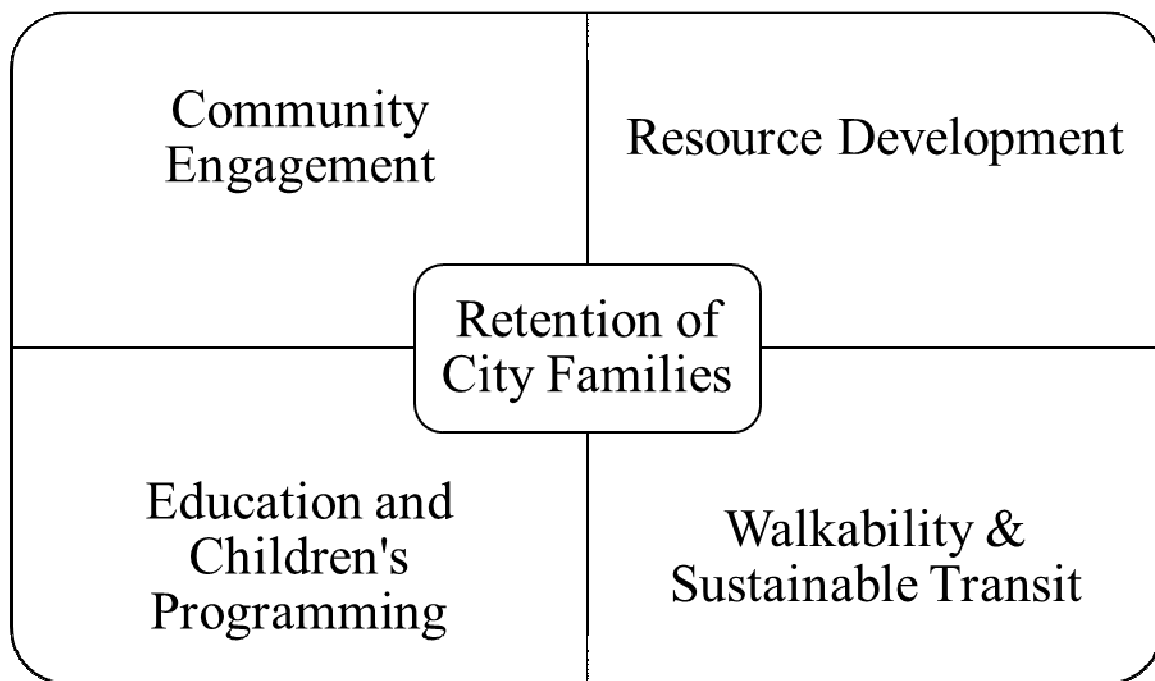 Community
Engagement
Resource Development
Retention of
City Families
Education and
Children's
Programming
Walkability &
Sustainable Transit